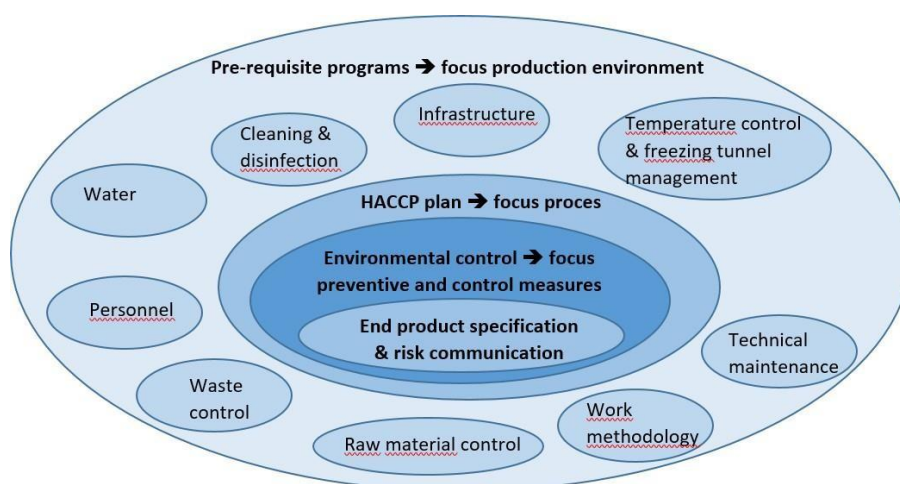 Pre-requisite programs ➔ focus production environment
Infrastructure
Cleaning &
disinfection
Temperature control
& freezing tunnel
management
Water
HACCP plan ➔ focus proces
Environmental control ➔ focus
preventive and control measures
End product specification
& risk communication
Personnel
Technical
maintenance
Waste
control
Work
methodology
Raw material control